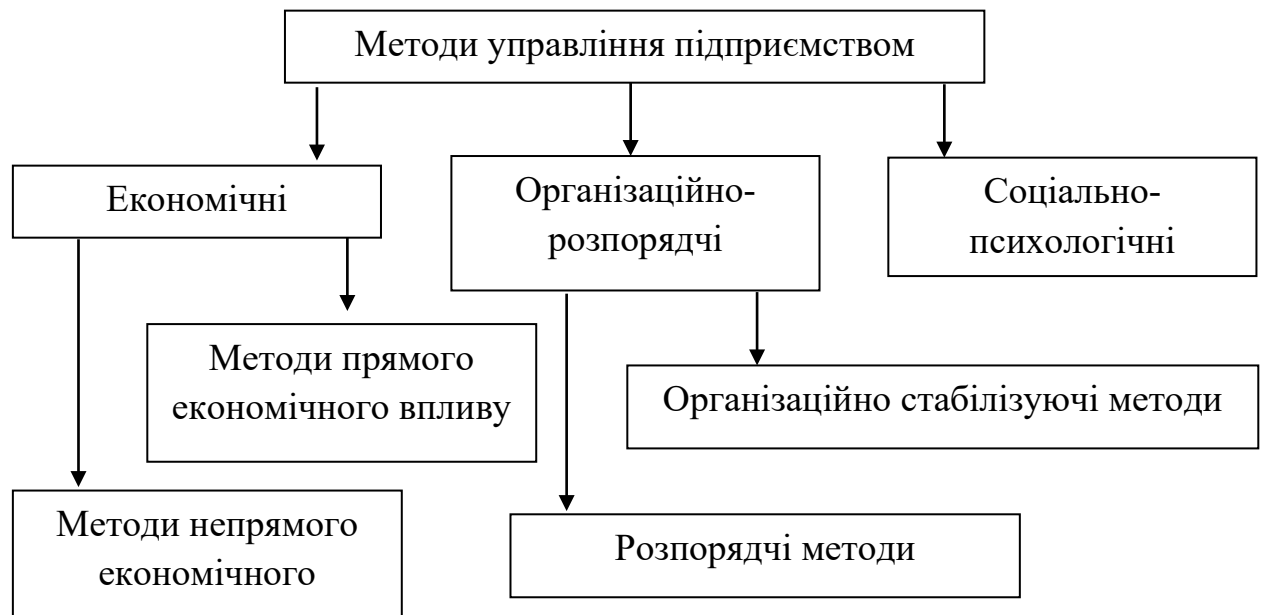 Методи управління підприємством
Економічні
Організаційно-
розпорядчі
Соціально-
психологічні
Методи прямого
економічного впливу
Організаційно стабілізуючі методи
Методи непрямого
економічного
Розпорядчі методи